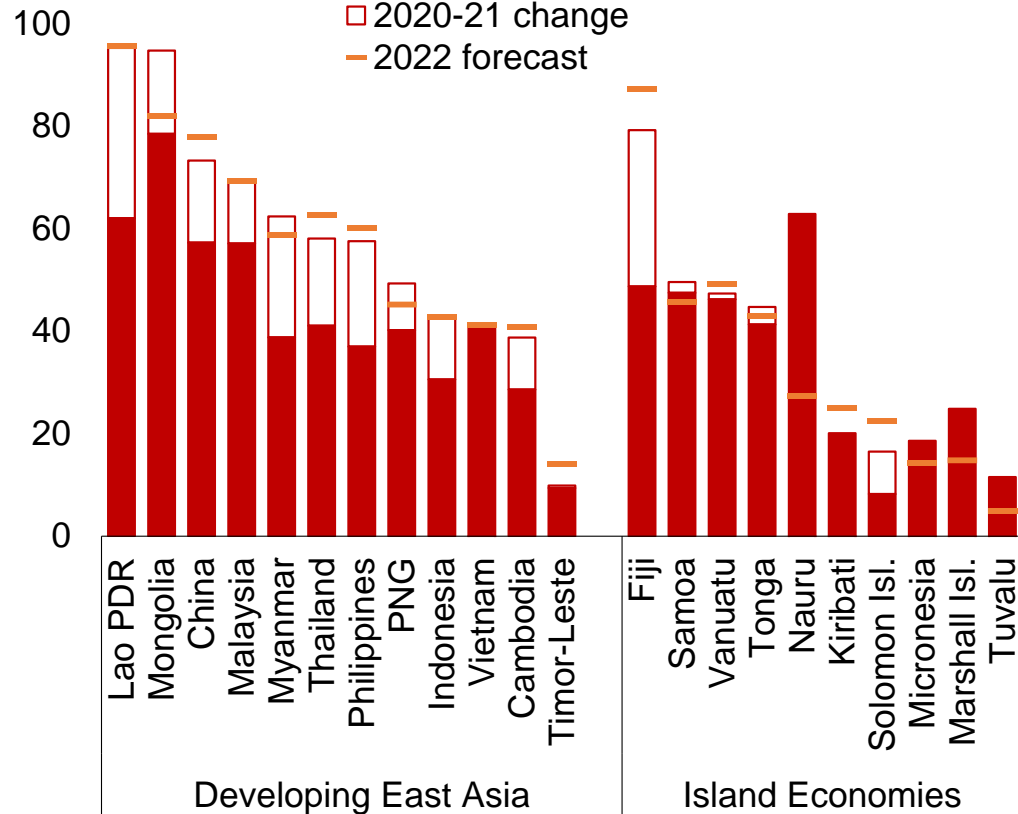 2020-21 change
2022 forecast
100
80
60
40
20
0
Lao PDR
Mongolia
China
Malaysia
Myanmar
Thailand
Philippines
PNG
Indonesia
Vietnam
Cambodia
Timor-Leste
Fiji
Samoa
Vanuatu
Tonga
Nauru
Kiribati
Solomon Isl.
Micronesia
Marshall Isl.
Tuvalu
Developing East Asia
Island Economies